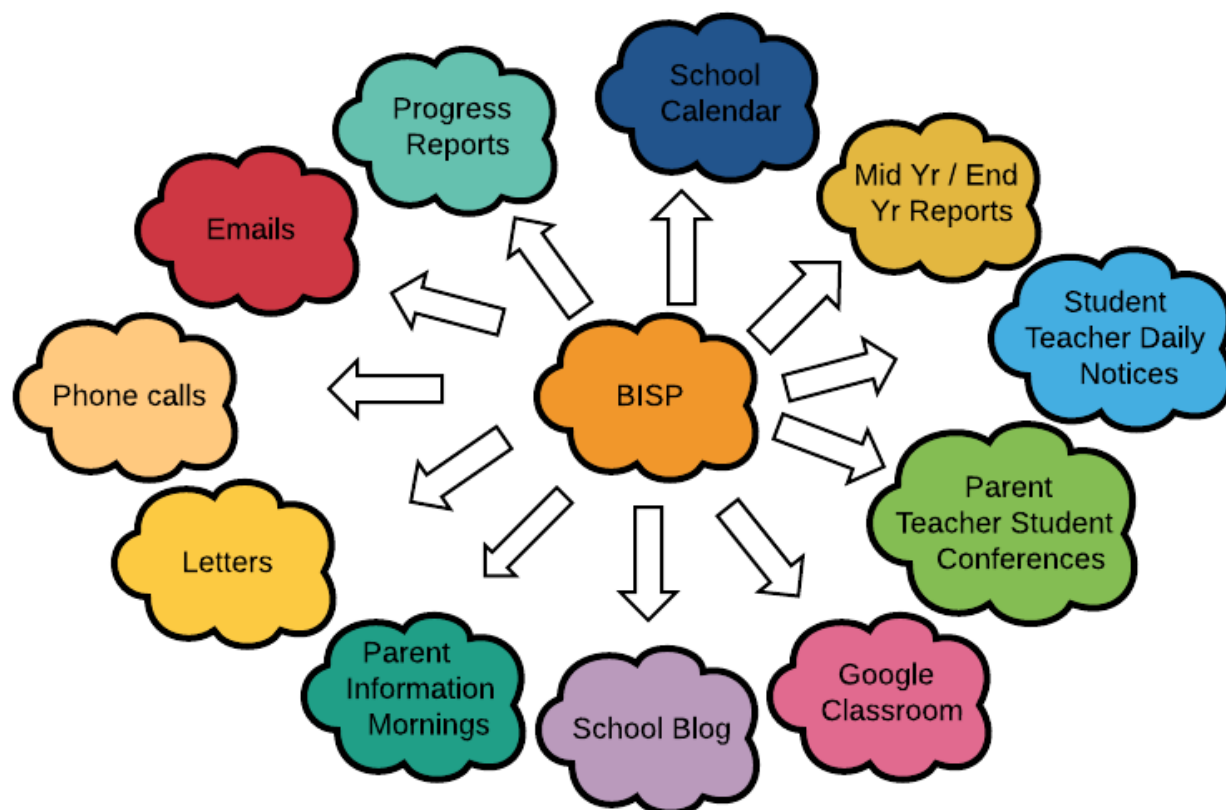 School
Calendar
Progress
Reports
Mid Yr / End
Yr Reports
Emails
Student
Teacher Daily
Notices
Phone calls
BISP
Parent
Teacher Student
Conferences
Letters
Parent
Information
Mornings
School Blog
Google
Classroom